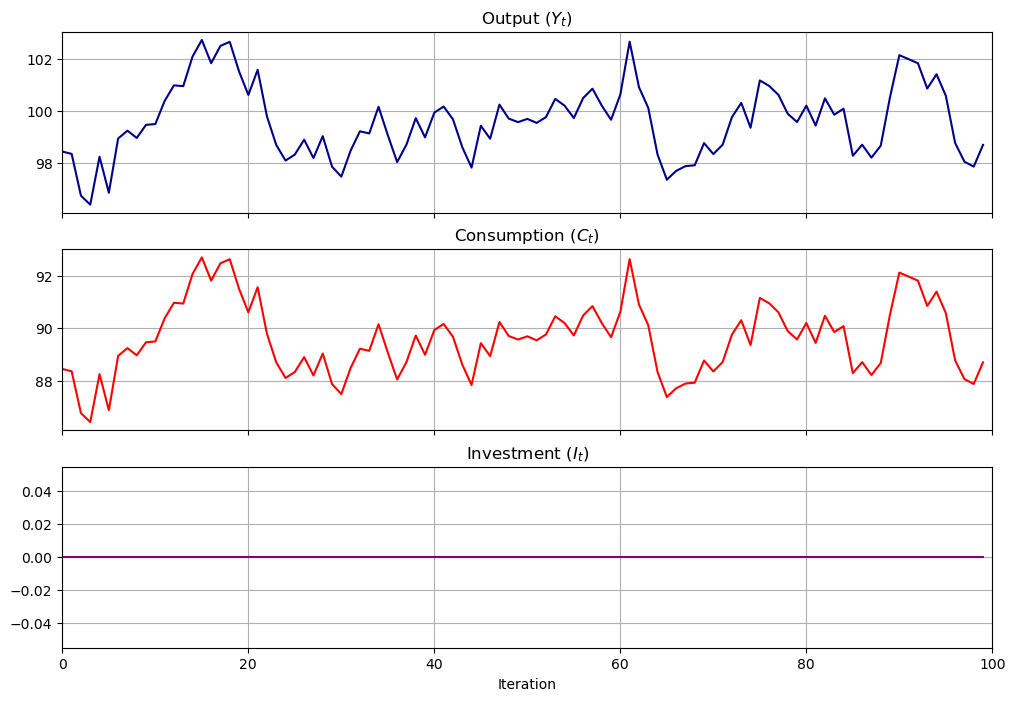 Output (Y_t)
102
100
98
Consumption (C_t)
92
90
88
Investment (I_t)
0.04
0.02
0.00
−0.02
−0.04
0 20 40 60 80 100
Iteration